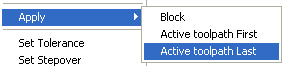 Apply
Block
Active toolpath First
Active toolpath Last
Set Tolerance
Set Stepover